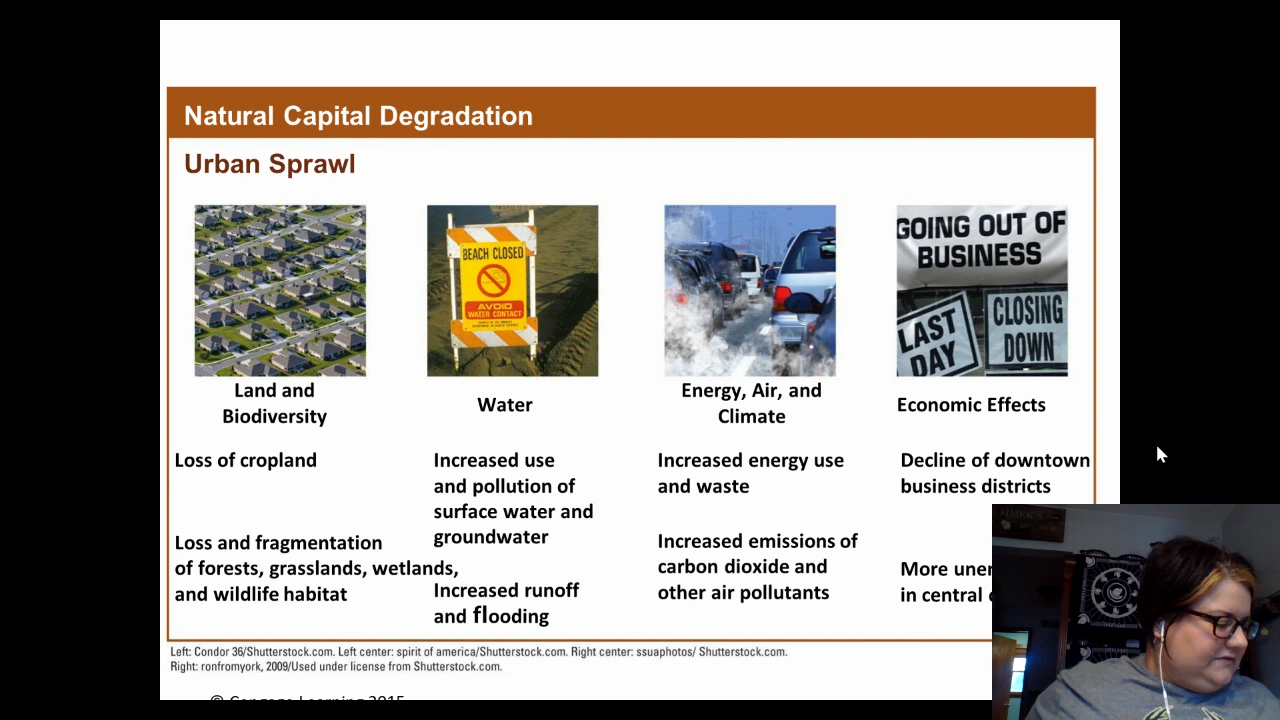 Natural Capital Degradation
Urban Sprawl
BEACH CLOSED
AVOID
WATER CONTACT
GOING OUT OF
BUSINESS
LAST
DAY
CLOSING
DOWN
Land and
Biodiversity
Loss of cropland
Loss and fragmentation
of forests, grasslands, wetlands,
and wildlife habitat
Water
Increased use
and pollution of
surface water and
groundwater
Increased runoff
and flooding
Energy, Air, and
Climate
Increased energy use
and waste
Increased emissions of
carbon dioxide and
other air pollutants
Economic Effects
Decline of downtown
business districts
More
in central
Left: Condor 36/Shutterstock.com. Left center: spirit of america/Shutterstock.com. Right center: ssuaphotos/ Shutterstock.com.
Right: ronfromyork, 2009/Used under license from Shutterstock.com.
© Cengage Learning 2015